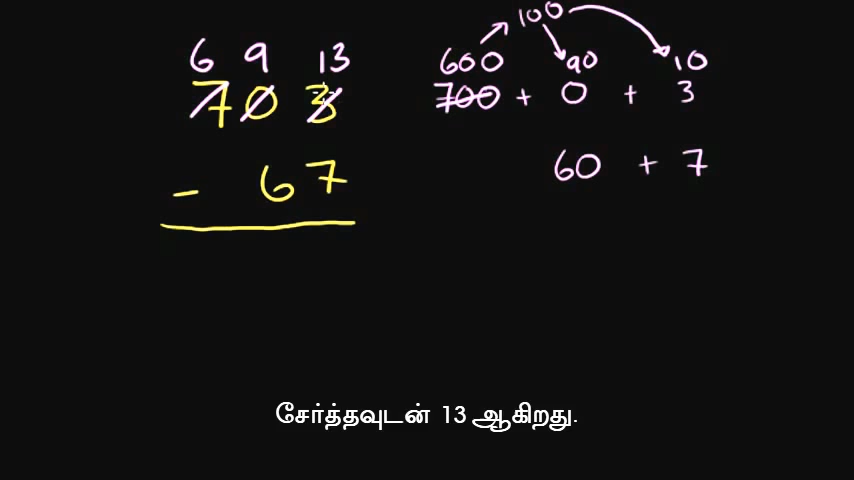 100
6 9 13 600 90 10
703 700 + 0 + 3
- 67 60 + 7
சேர்த்தவுடன் 13 ஆகிறது.